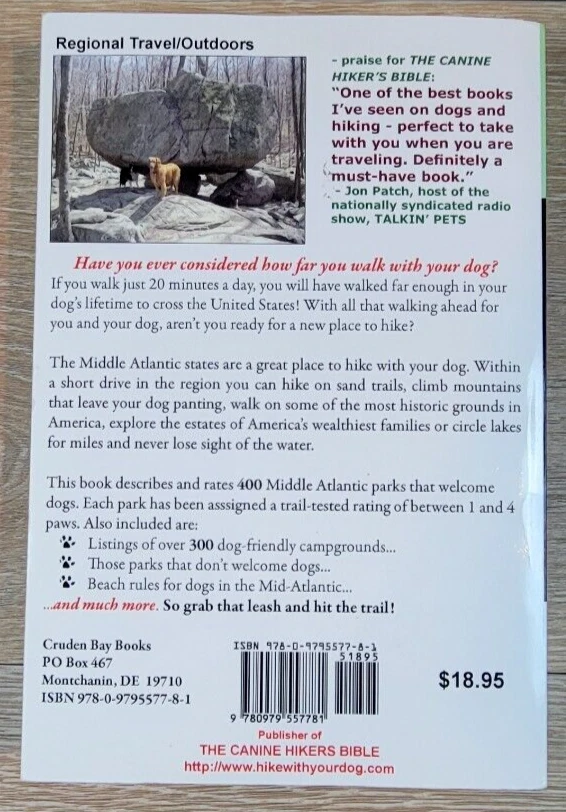 Regional Travel/Outdoors
- praise for THE CANINE
HIKER'S BIBLE:
"One of the best books
I've seen on dogs and
hiking - perfect to take
with you when you are
traveling. Definitely a
must-have book."
- Jon Patch, host of the
nationally syndicated radio
show, TALKIN' PETS
Have you ever considered how far you walk with your dog?
If you walk just 20 minutes a day, you will have walked far enough in your
dog's lifetime to cross the United States! With all that walking ahead for
you and your dog, aren't you ready for a new place to hike?
The Middle Atlantic states are a great place to hike with your dog. Within
a short drive in the region you can hike on sand trails, climb mountains
that leave your dog panting, walk on some of the most historic grounds in
America, explore the estates of America's wealthiest families or circle lakes
for miles and never lose sight of the water.
This book describes and rates 400 Middle Atlantic parks that welcome
dogs. Each park has been asssigned a trail-tested rating of between 1 and 4
paws. Also included are:
Listings of over 300 dog-friendly campgrounds...
Those parks that don't welcome dogs...
Beach rules for dogs in the Mid-Atlantic...
...and much more. So grab that leash and hit the trail!
Cruden Bay Books
PO Box 467
Montchanin, DE 19710
ISBN 978-0-9795577-8-1
ISBN 978-0-9795577-8-1
51895
9 780979 557781
$18.95
Publisher of
THE CANINE HIKERS BIBLE
http://www.hikewithyourdog.com